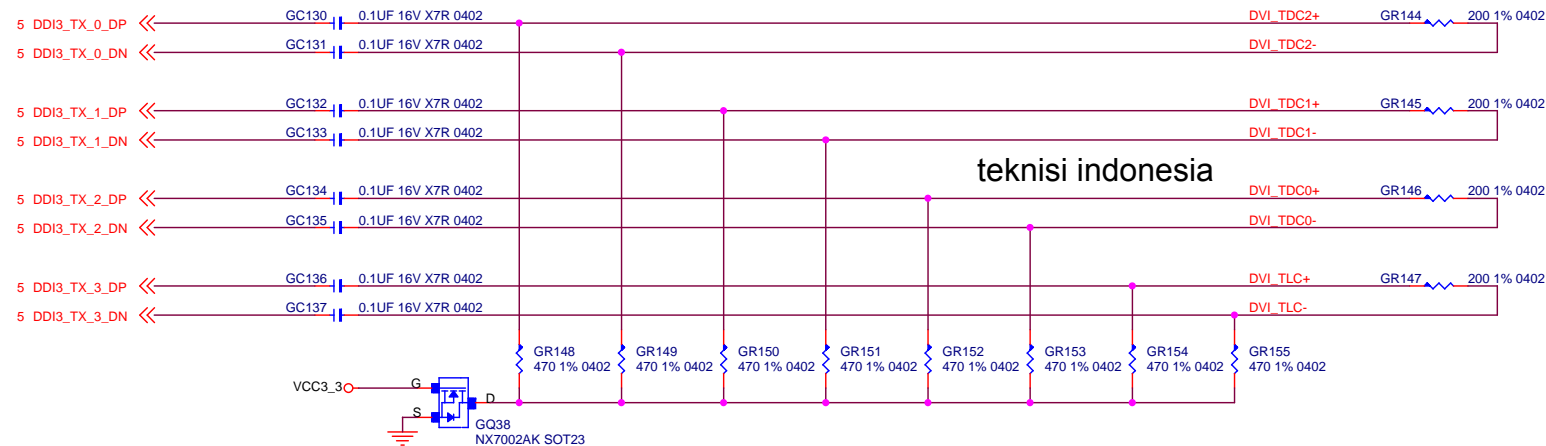 5 DDI3_TX_0_DP GC130 0.1UF 16V X7R 0402 DVI_TDC2+ GR144 200 1% 0402
5 DDI3_TX_0_DN GC131 0.1UF 16V X7R 0402 DVI_TDC2-
5 DDI3_TX_1_DP GC132 0.1UF 16V X7R 0402 DVI_TDC1+ GR145 200 1% 0402
5 DDI3_TX_1_DN GC133 0.1UF 16V X7R 0402 DVI_TDC1-
teknisi indonesia
5 DDI3_TX_2_DP GC134 0.1UF 16V X7R 0402 DVI_TDC0+ GR146 200 1% 0402
5 DDI3_TX_2_DN GC135 0.1UF 16V X7R 0402 DVI_TDC0-
5 DDI3_TX_3_DP GC136 0.1UF 16V X7R 0402 DVI_TLC+ GR147 200 1% 0402
5 DDI3_TX_3_DN GC137 0.1UF 16V X7R 0402 DVI_TLC-
GR148 GR149 GR150 GR151 GR152 GR153 GR154 GR155
470 1% 0402 470 1% 0402 470 1% 0402 470 1% 0402 470 1% 0402 470 1% 0402 470 1% 0402 470 1% 0402
VCC3_3 G
D
S
GQ38
NX7002AK SOT23